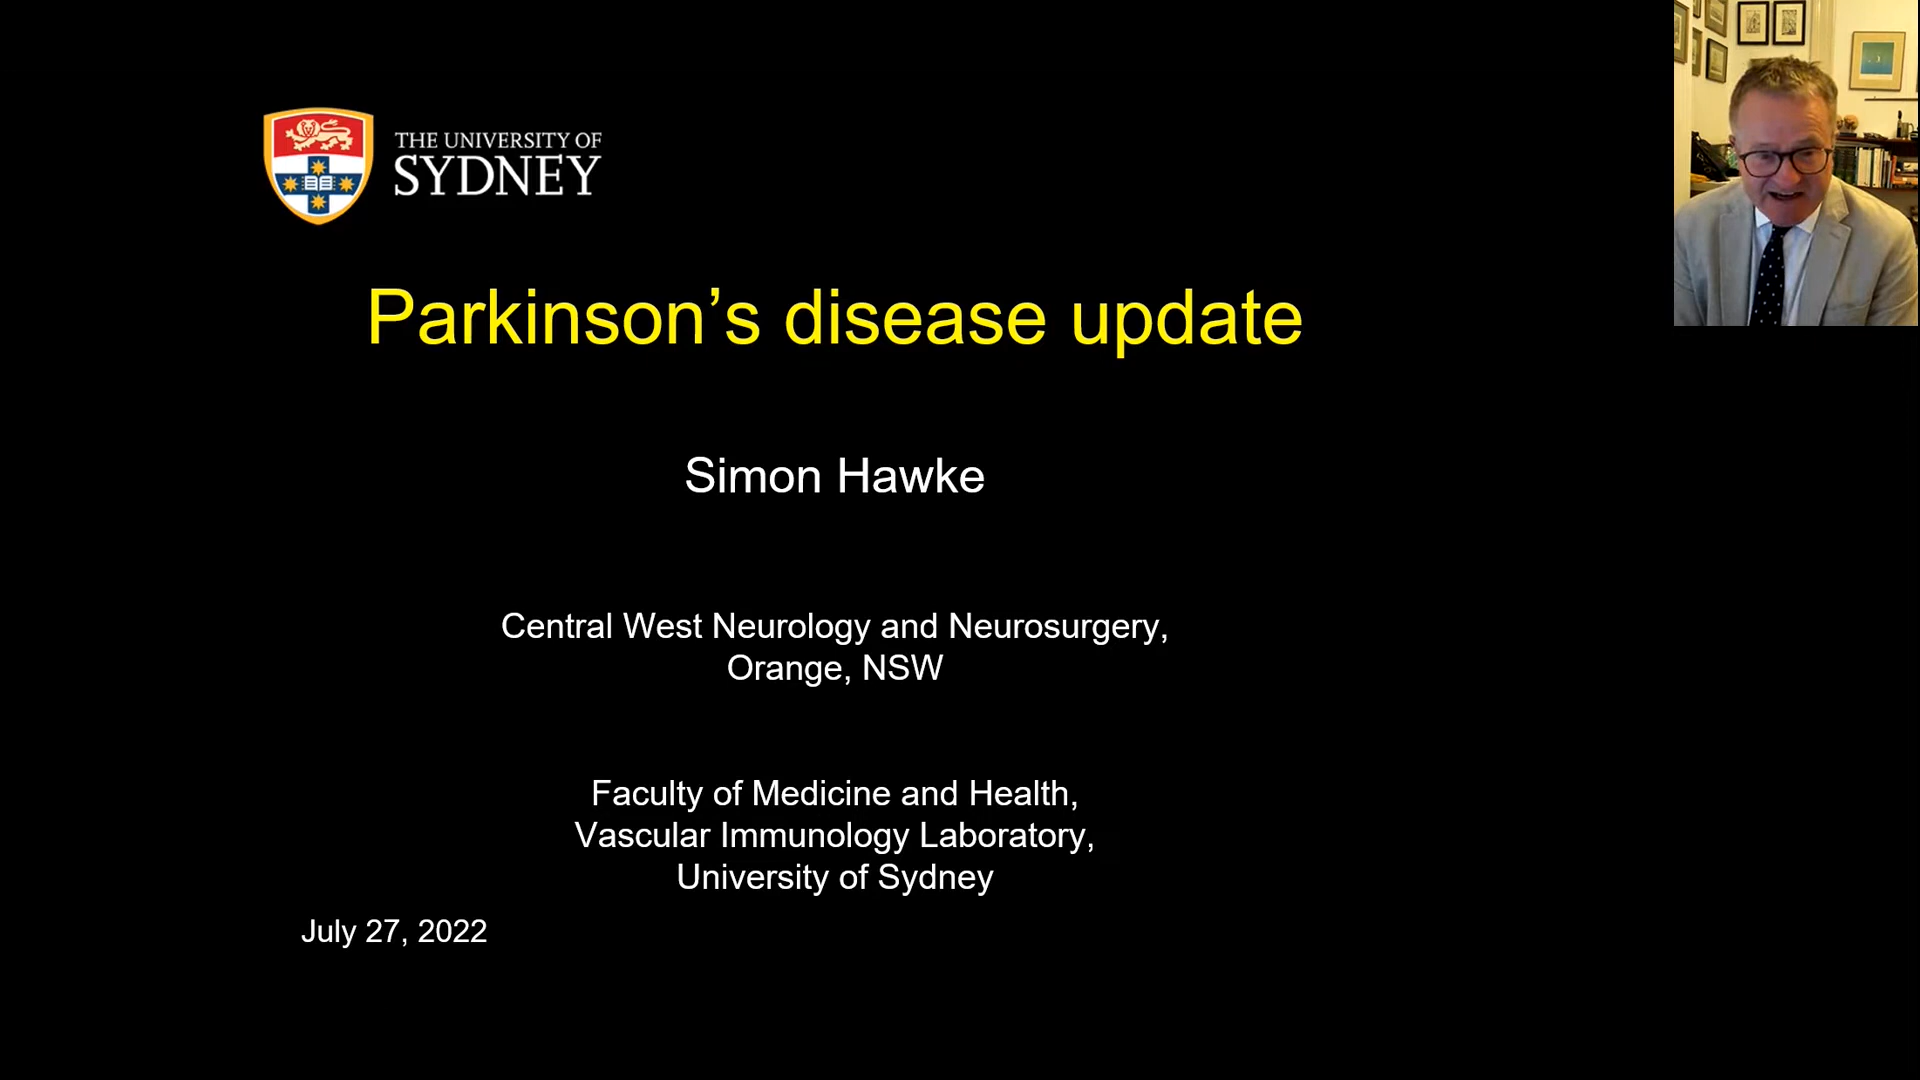 THE UNIVERSITY OF
SYDNEY
Parkinson’s disease update
Simon Hawke
Central West Neurology and Neurosurgery,
Orange, NSW
Faculty of Medicine and Health,
Vascular Immunology Laboratory,
University of Sydney
July 27, 2022